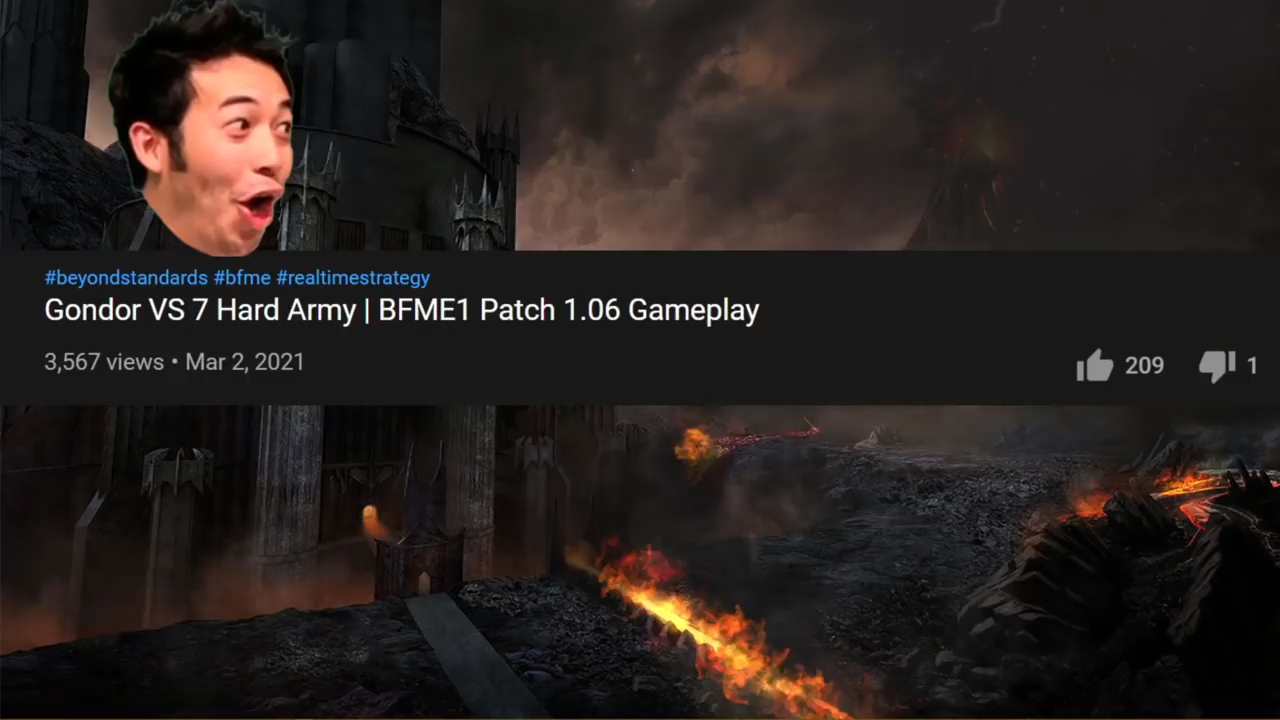 #beyondstandards #bfme #realtimestrategy
Gondor VS 7 Hard Army | BFME1 Patch 1.06 Gameplay
3,567 views • Mar 2, 2021 209 1